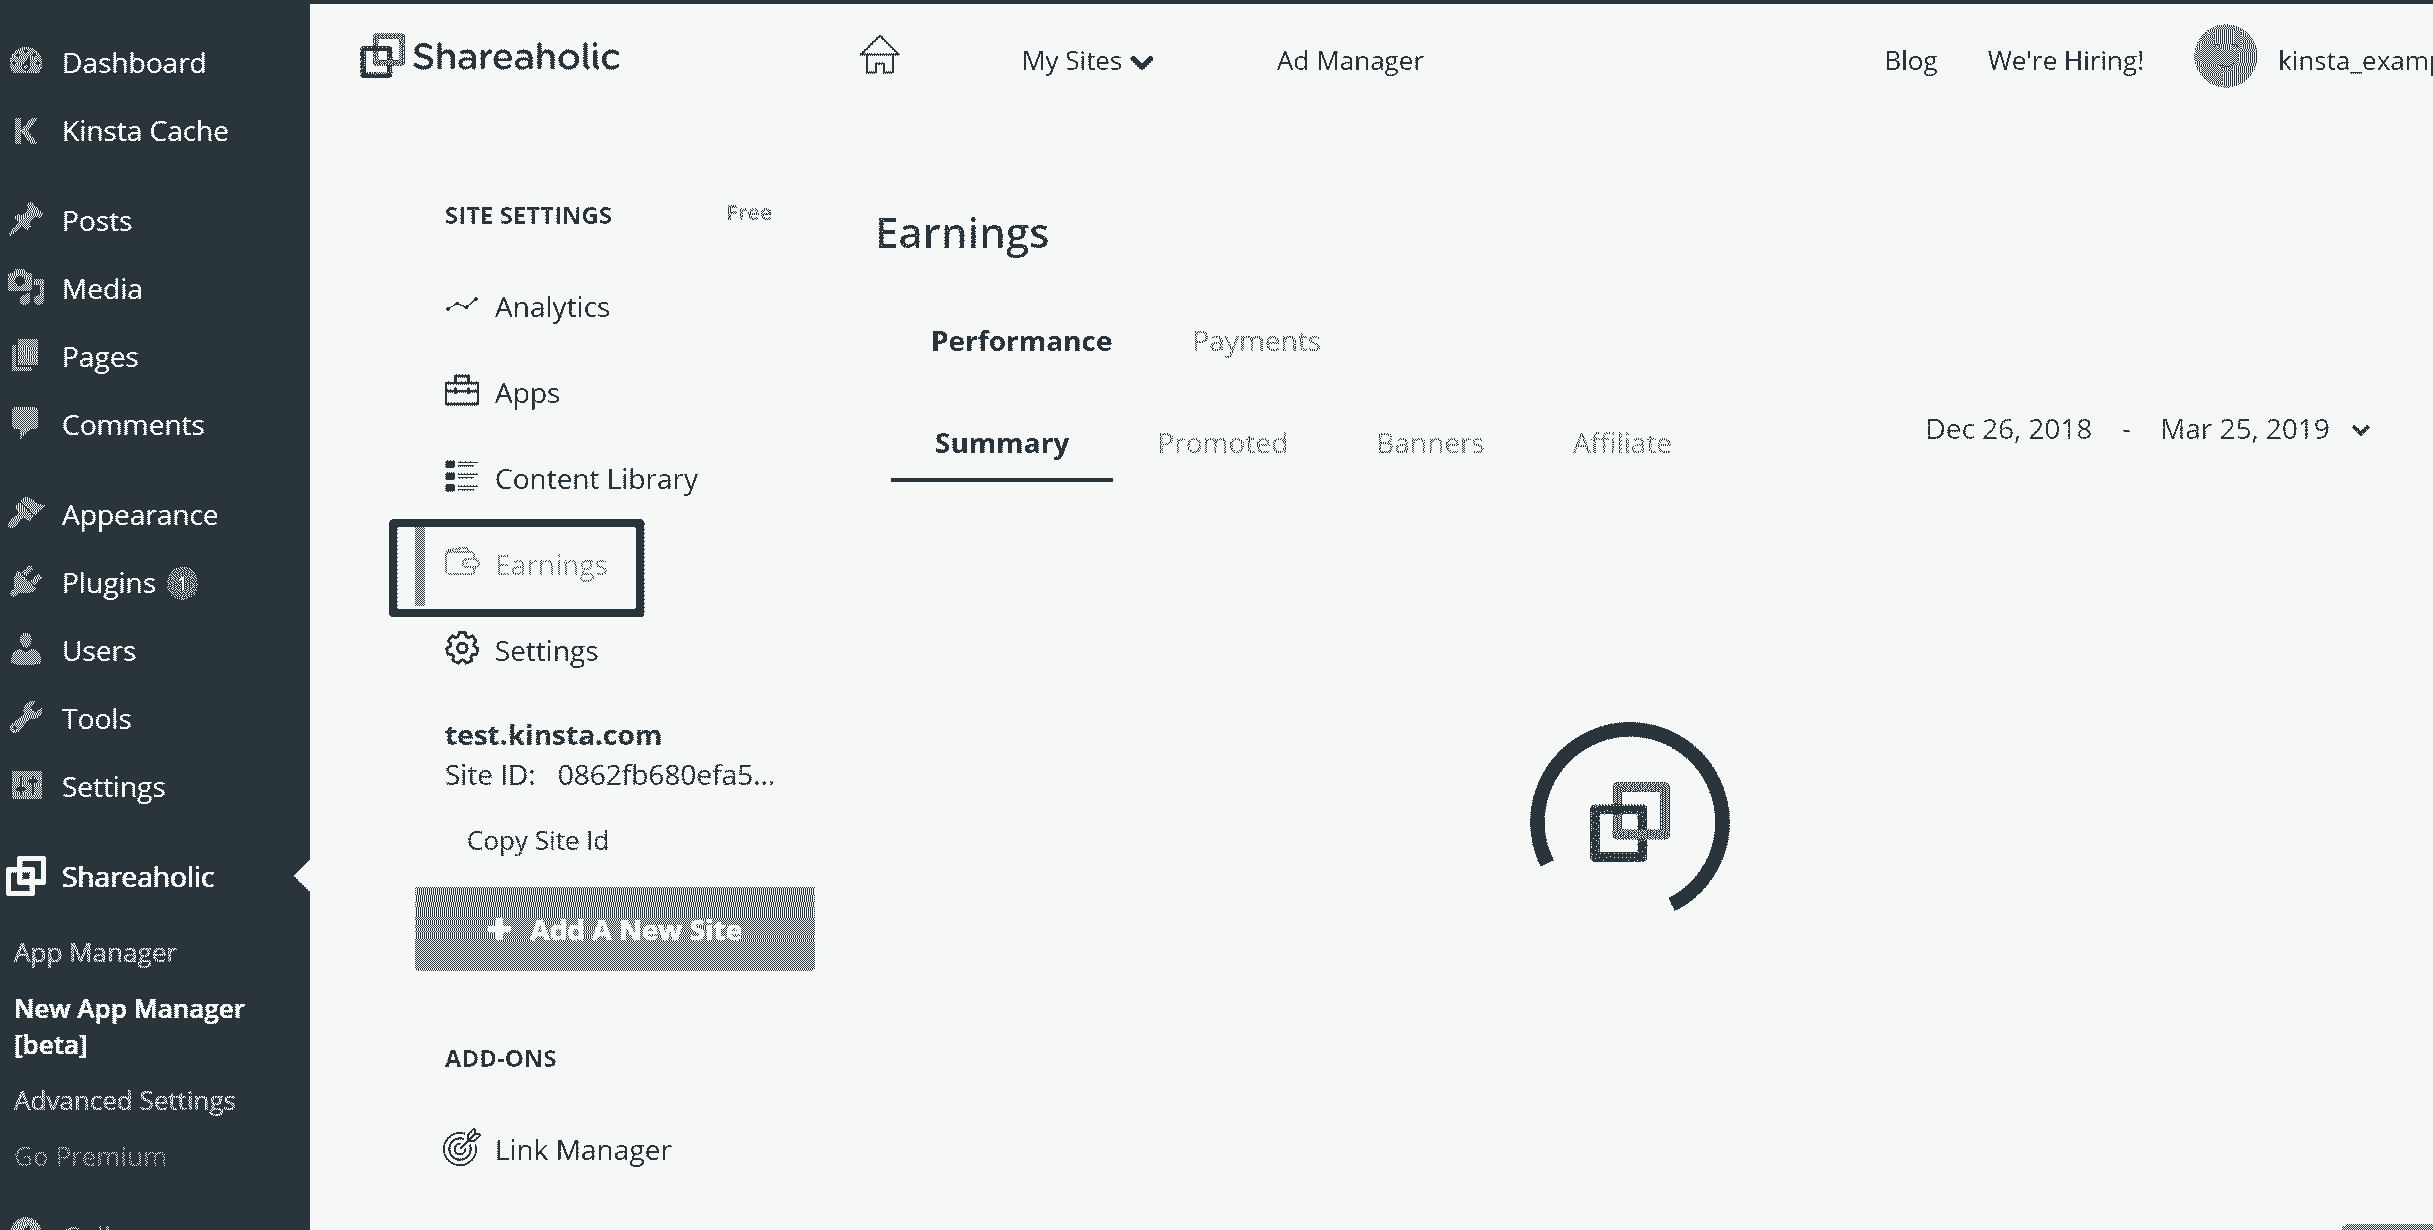 Dashboard
Kinsta Cache
Posts
Media
Pages
Comments
Appearance
Plugins 1
Users
Tools
Settings
Shareaholic
App Manager
New App Manager
[beta]
Advanced Settings
Go Premium
Shareaholic
My Sites
Ad Manager
Blog
We're Hiring!
kinsta_examp
SITE SETTINGS Free
Analytics
Apps
Content Library
Earnings
Settings
test.kinsta.com
Site ID: 0862fb680efa5...
Copy Site Id
+ Add A New Site
ADD-ONS
Link Manager
Earnings
Performance Payments
Summary Promoted Banners Affiliate
Dec 26, 2018 - Mar 25, 2019